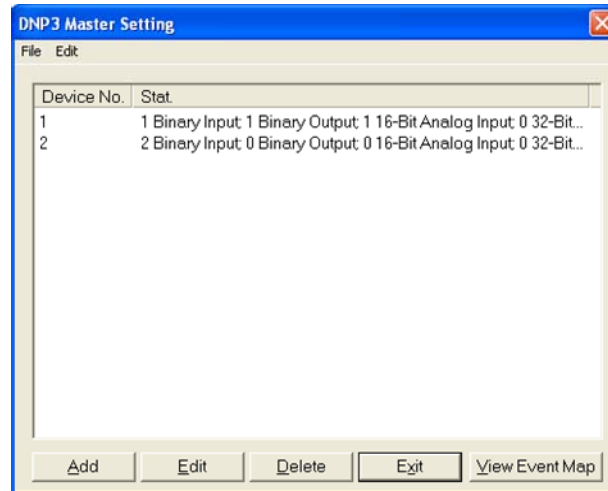 DNP3 Master Setting
File Edit
Device No. Stat.
1 1 Binary Input; 1 Binary Output; 1 16-Bit Analog Input; 0 32-Bit...
2 2 Binary Input; 0 Binary Output; 0 16-Bit Analog Input; 0 32-Bit...
Add Edit Delete Exit View Event Map